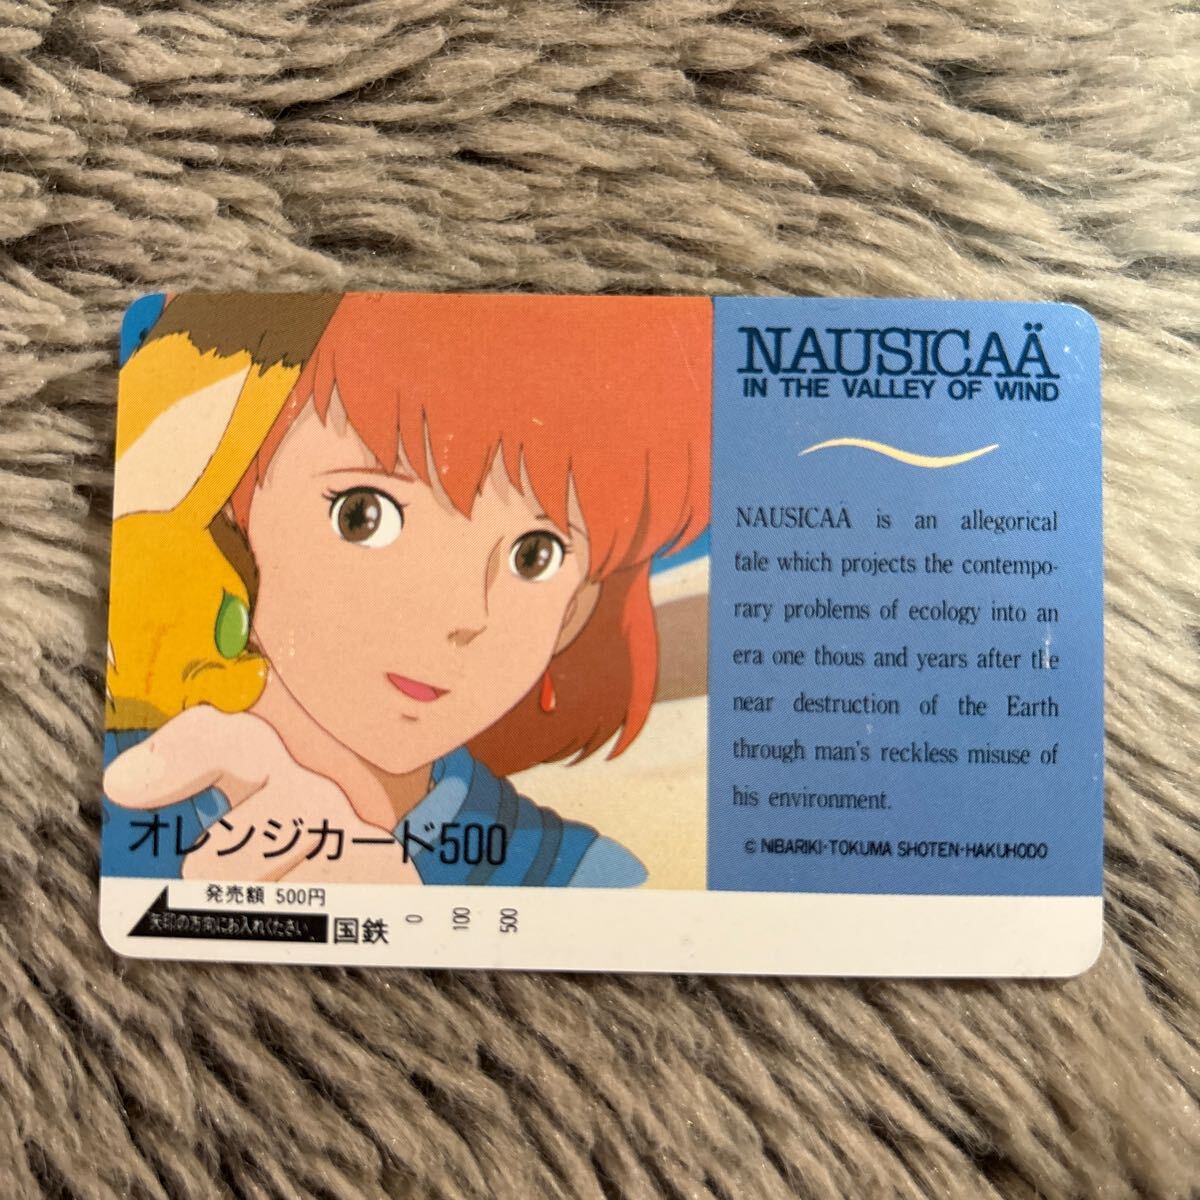 NAUSICAÄ
IN THE VALLEY OF WIND
NAUSICAÄ is an allegorical
tale which projects the contempo-
rary problems of ecology into an
era one thous and years after the
near destruction of the Earth
through man's reckless misuse of
his environment.
© NIBARIKI·TOKUMA SHOTEN·HAKUHODO
オレンジカード500
発売額 500円
矢印の方向にお入れください
国鉄
0
100
500